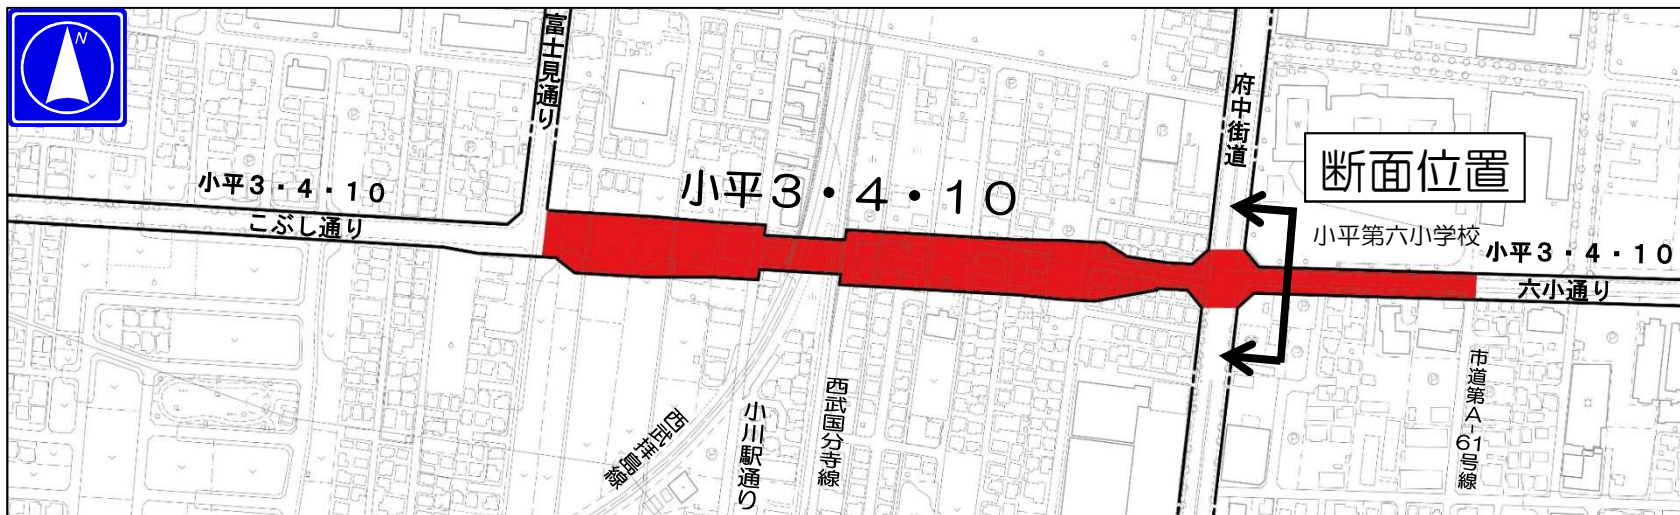 N
富士見通り
府中街道
断面位置
小平3・4・10
小平3・4・10
こぶし通り
小平第六小学校
小平3・4・10
六小通り
西武拝島線
小川駅通り
西武国分寺線
市道第A-61号線